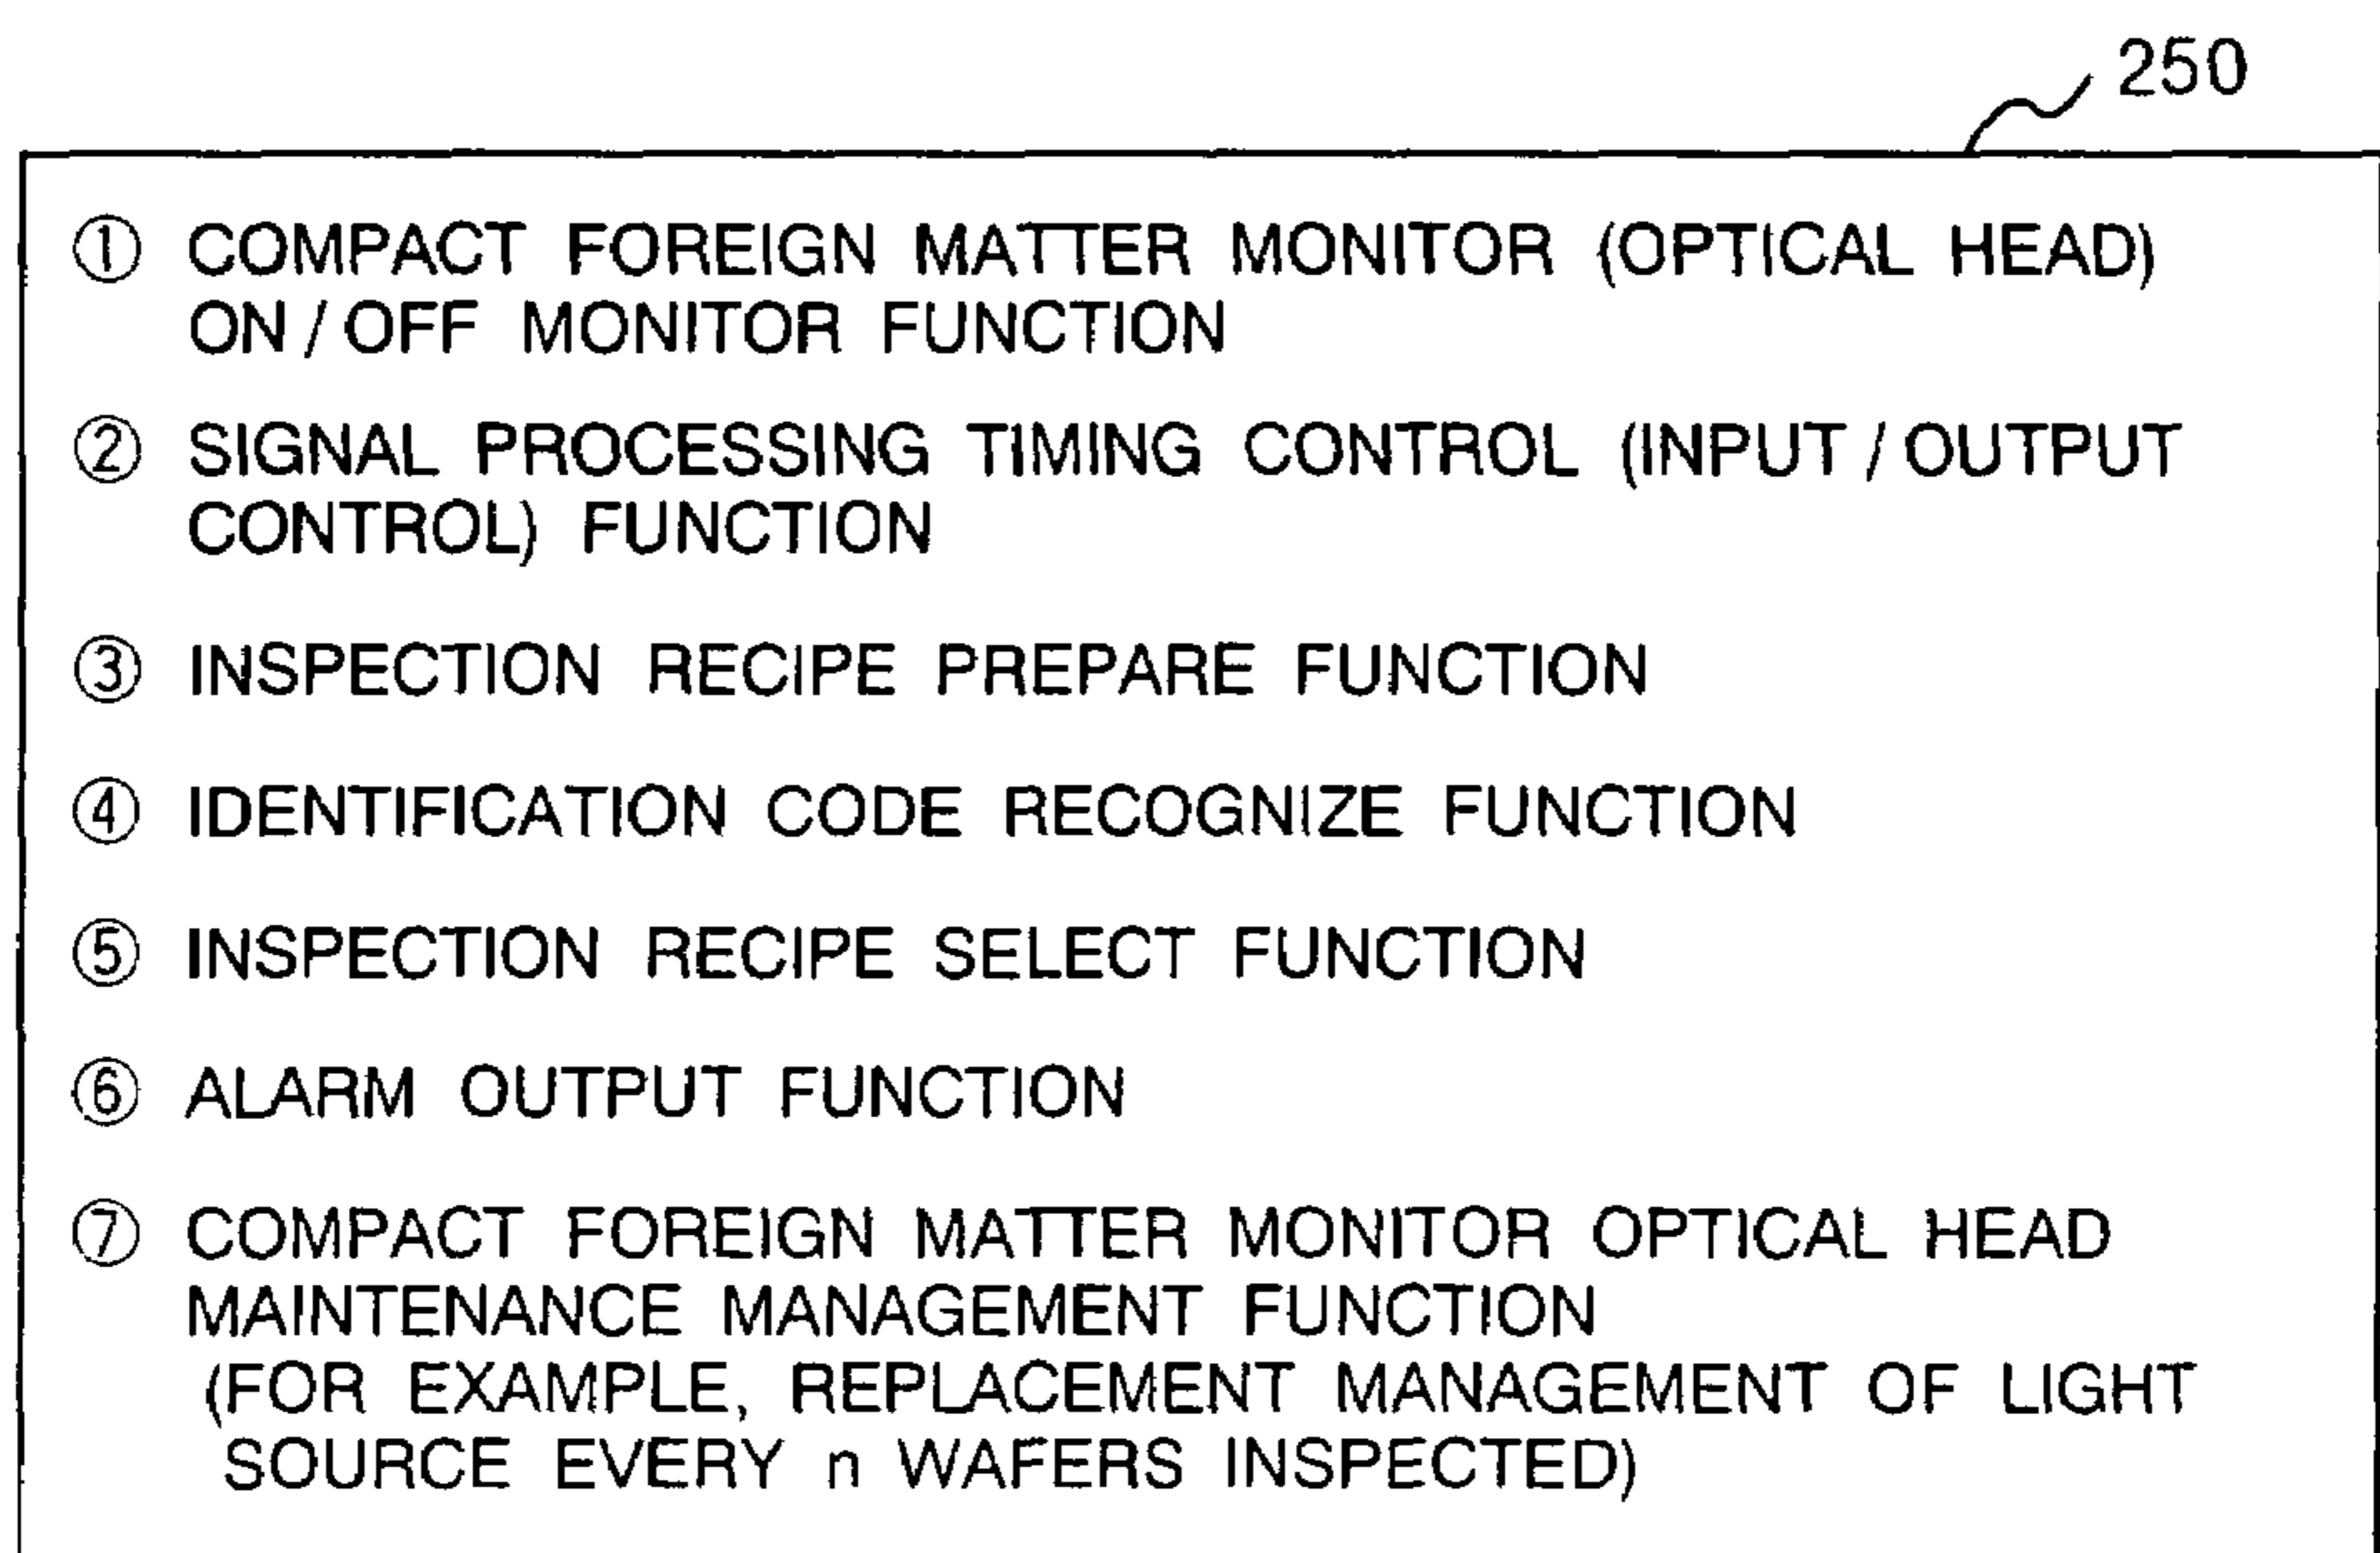 250
① COMPACT FOREIGN MATTER MONITOR (OPTICAL HEAD)
ON/OFF MONITOR FUNCTION
② SIGNAL PROCESSING TIMING CONTROL (INPUT/OUTPUT
CONTROL) FUNCTION
③ INSPECTION RECIPE PREPARE FUNCTION
④ IDENTIFICATION CODE RECOGNIZE FUNCTION
⑤ INSPECTION RECIPE SELECT FUNCTION
⑥ ALARM OUTPUT FUNCTION
⑦ COMPACT FOREIGN MATTER MONITOR OPTICAL HEAD
MAINTENANCE MANAGEMENT FUNCTION
(FOR EXAMPLE, REPLACEMENT MANAGEMENT OF LIGHT
SOURCE EVERY n WAFERS INSPECTED)